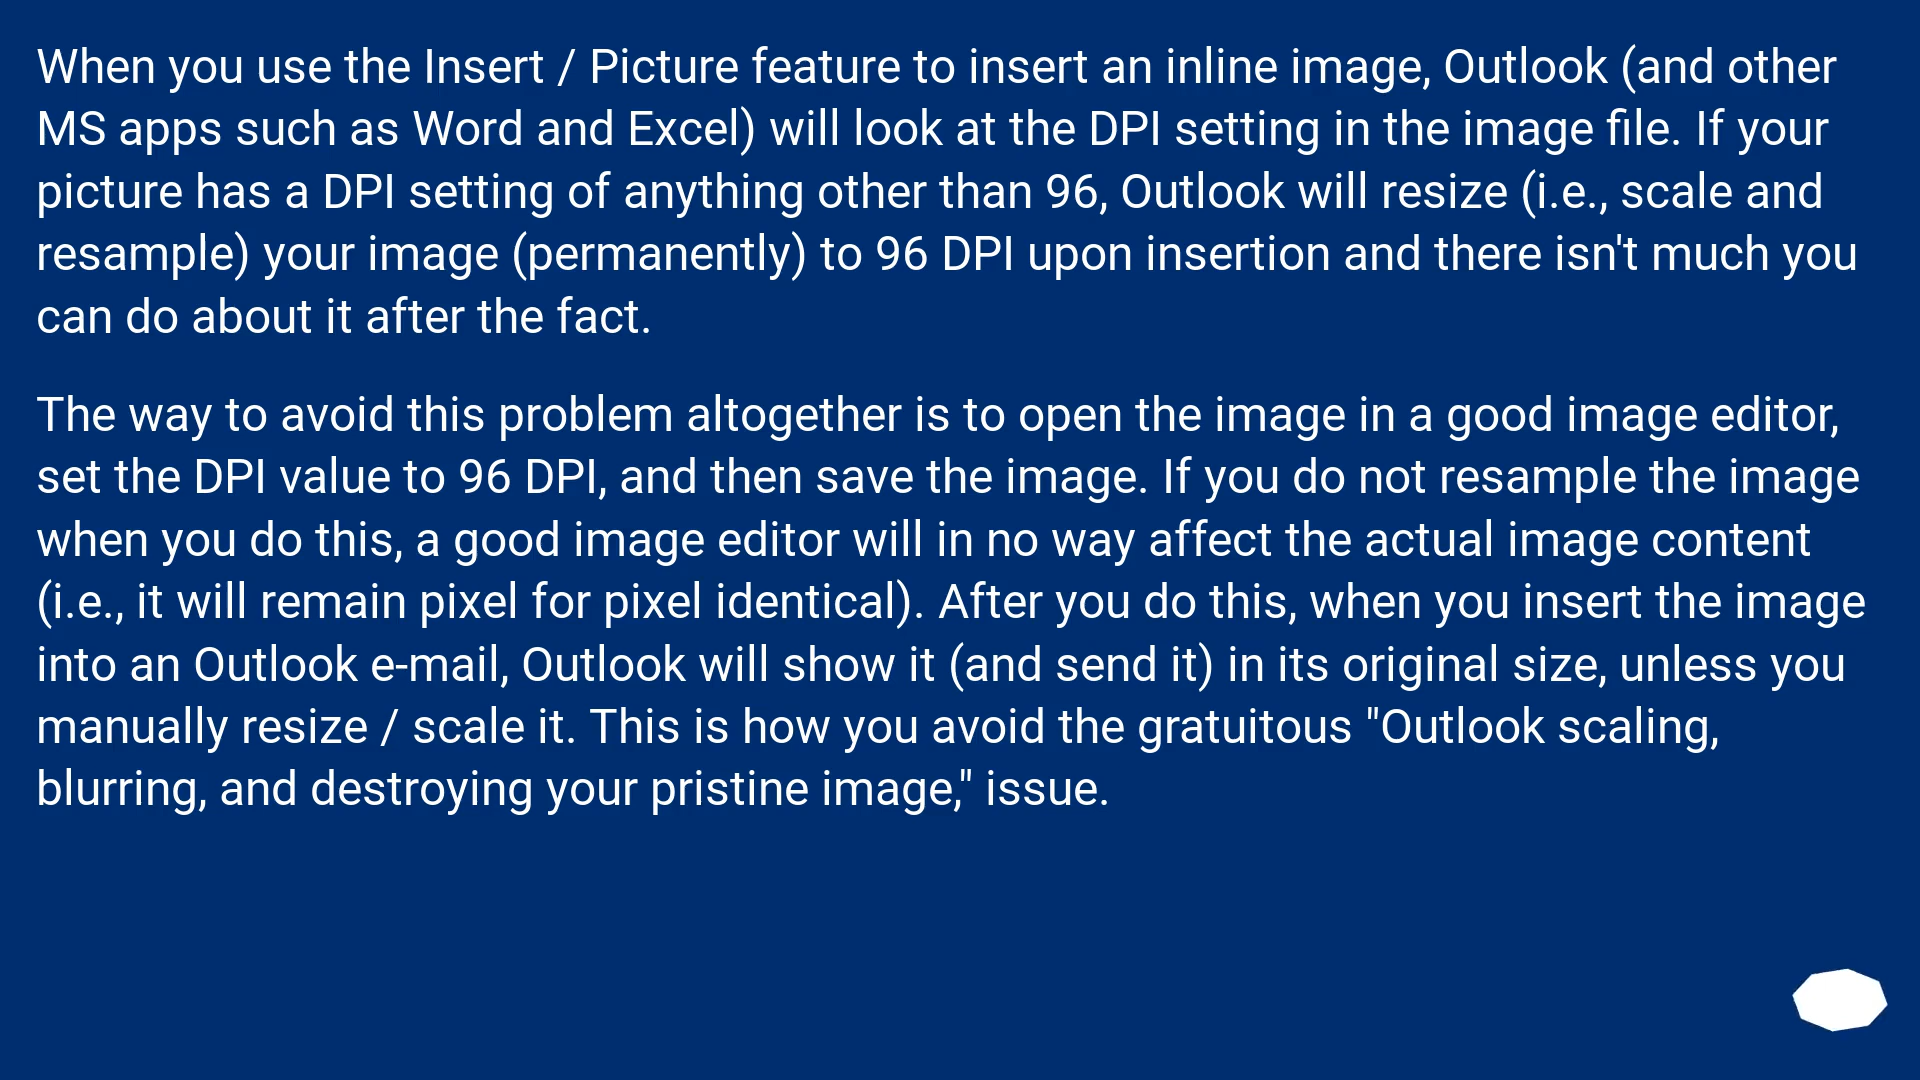 When you use the Insert / Picture feature to insert an inline image, Outlook (and other
MS apps such as Word and Excel) will look at the DPI setting in the image file. If your
picture has a DPI setting of anything other than 96, Outlook will resize (i.e., scale and
resample) your image (permanently) to 96 DPI upon insertion and there isn't much you
can do about it after the fact.
The way to avoid this problem altogether is to open the image in a good image editor,
set the DPI value to 96 DPI, and then save the image. If you do not resample the image
when you do this, a good image editor will in no way affect the actual image content
(i.e., it will remain pixel for pixel identical). After you do this, when you insert the image
into an Outlook e-mail, Outlook will show it (and send it) in its original size, unless you
manually resize / scale it. This is how you avoid the gratuitous "Outlook scaling,
blurring, and destroying your pristine image," issue.